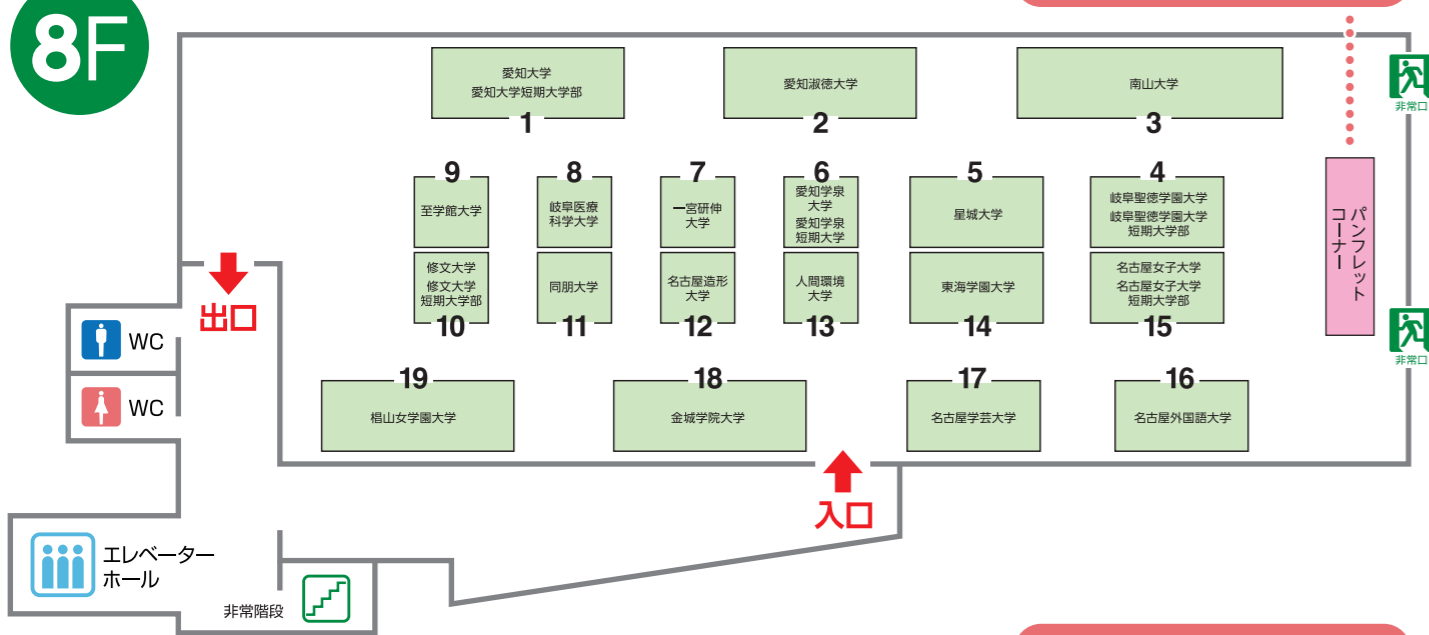 8F
愛知大学
愛知大学短期大学部
1
愛知淑徳大学
2
南山大学
3
非常口
9
至学館大学
8
岐阜医療
科学大学
7
一宮研伸
大学
6
愛知学泉
大学
愛知学泉
短期大学
5
星城大学
4
岐阜聖徳学園大学
岐阜聖徳学園大学
短期大学部
パンフレット
コーナー
修文大学
修文大学
短期大学部
10
同朋大学
11
名古屋造形
大学
12
人間環境
大学
13
東海学園大学
14
名古屋女子大学
名古屋女子大学
短期大学部
15
非常口
出口
WC
WC
19
椙山女学園大学
18
金城学院大学
17
名古屋学芸大学
16
名古屋外国語大学
入口
エレベーター
ホール
非常階段